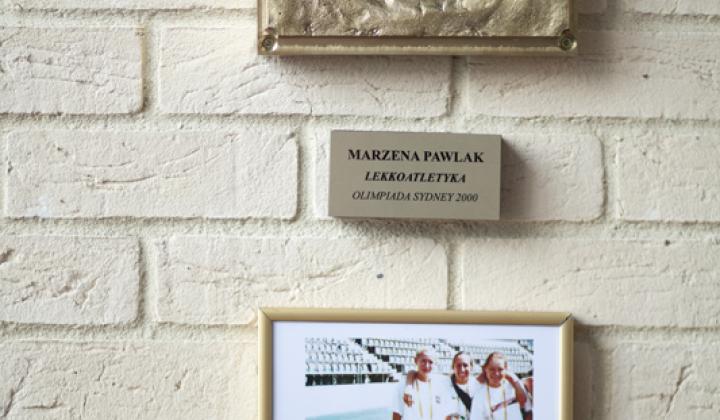 MARZENA PAWLAK
LEKKOATLETYKA
OLIMPIADA SYDNEY 2000